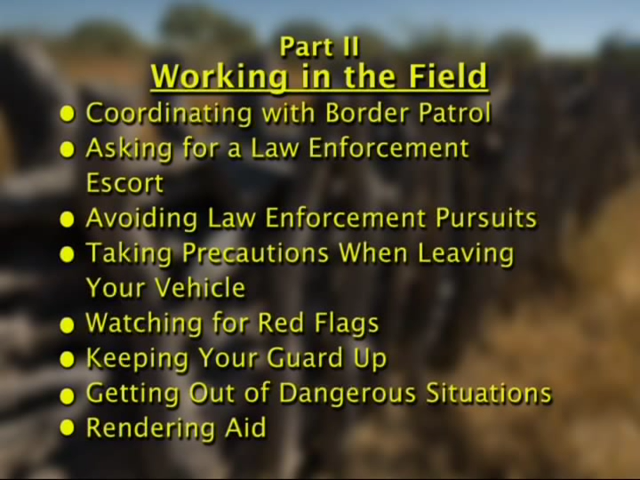 Part II
Working in the Field
● Coordinating with Border Patrol
● Asking for a Law Enforcement
Escort
● Avoiding Law Enforcement Pursuits
● Taking Precautions When Leaving
Your Vehicle
● Watching for Red Flags
● Keeping Your Guard Up
● Getting Out of Dangerous Situations
● Rendering Aid